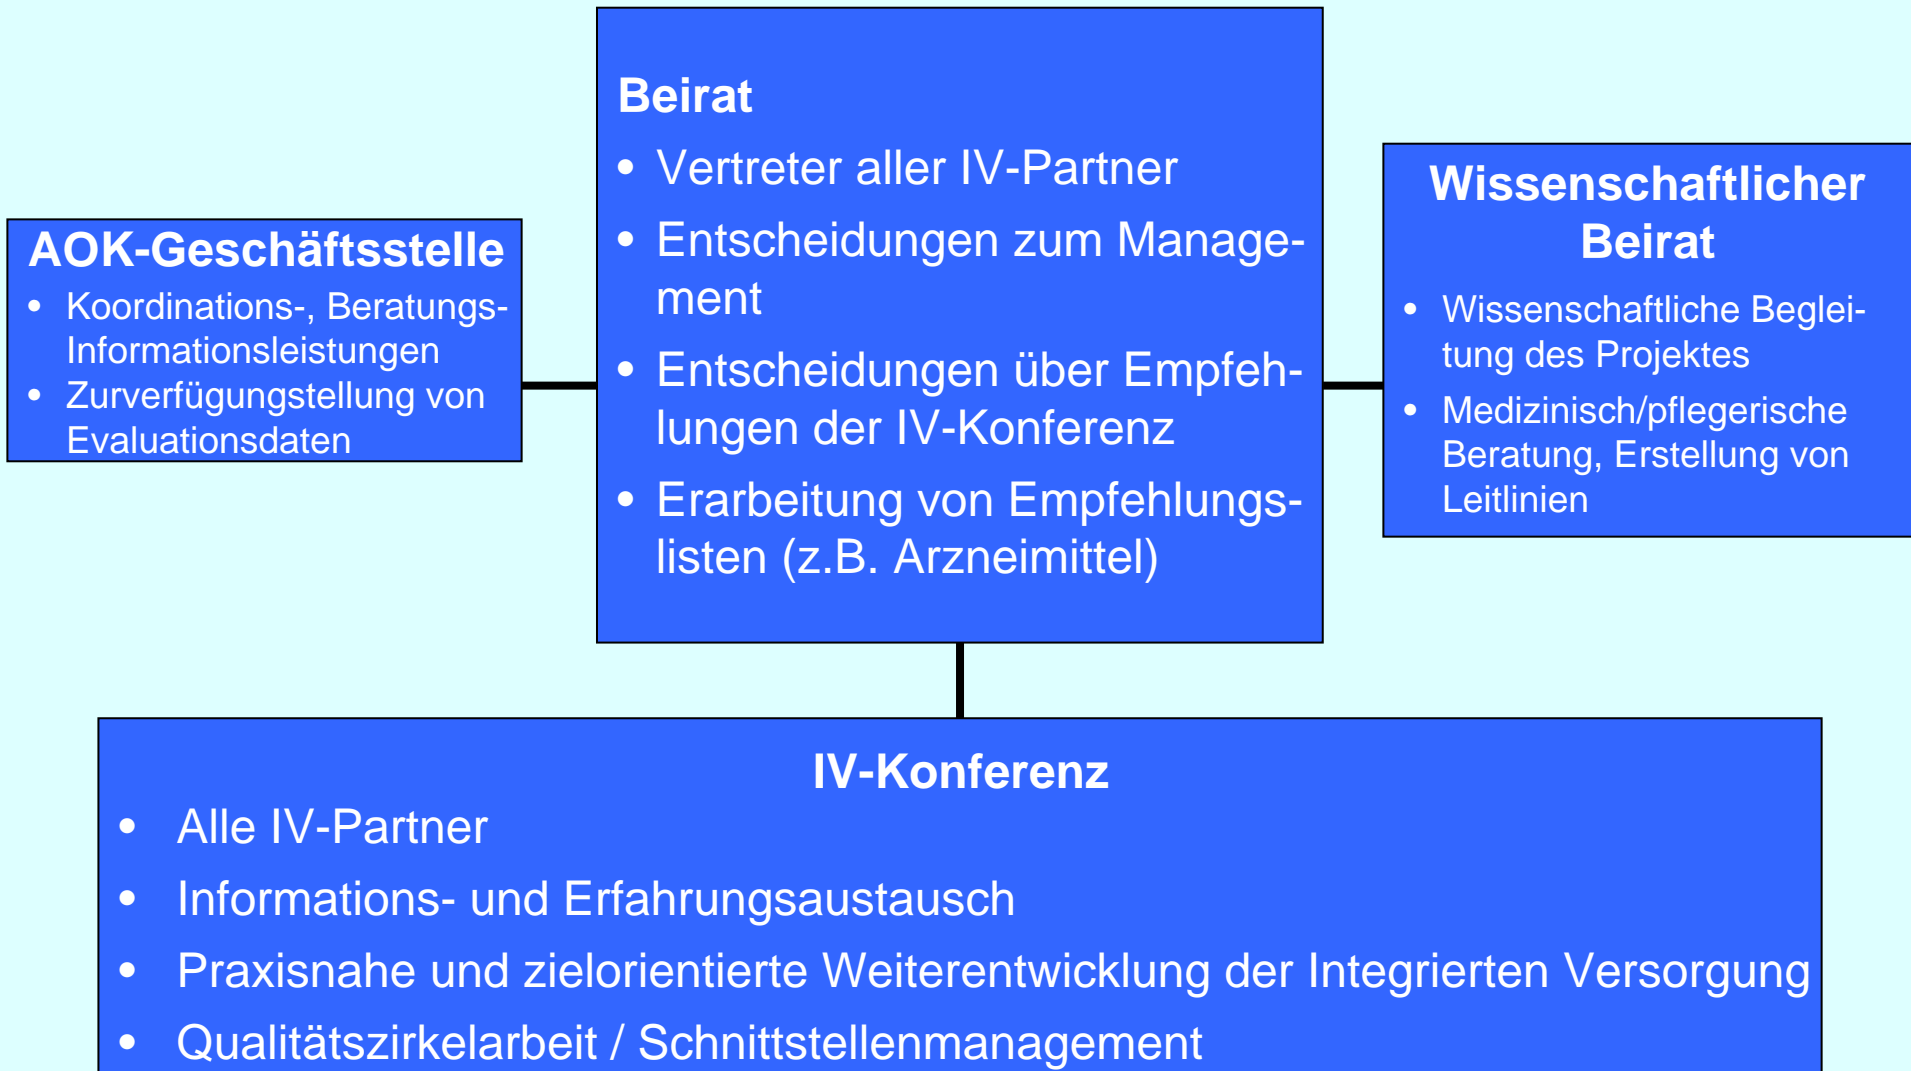 Beirat
• Vertreter aller IV-Partner
• Entscheidungen zum Manage-
ment
• Entscheidungen über Empfeh-
lungen der IV-Konferenz
• Erarbeitung von Empfehlungs-
listen (z.B. Arzneimittel)
AOK-Geschäftsstelle
• Koordinations-, Beratungs-
Informationsleistungen
• Zurverfügungstellung von
Evaluationsdaten
Wissenschaftlicher
Beirat
• Wissenschaftliche Beglei-
tung des Projektes
• Medizinisch/pflegerische
Beratung, Erstellung von
Leitlinien
IV-Konferenz
• Alle IV-Partner
• Informations- und Erfahrungsaustausch
• Praxisnahe und zielorientierte Weiterentwicklung der Integrierten Versorgung
• Qualitätszirkelarbeit / Schnittstellenmanagement